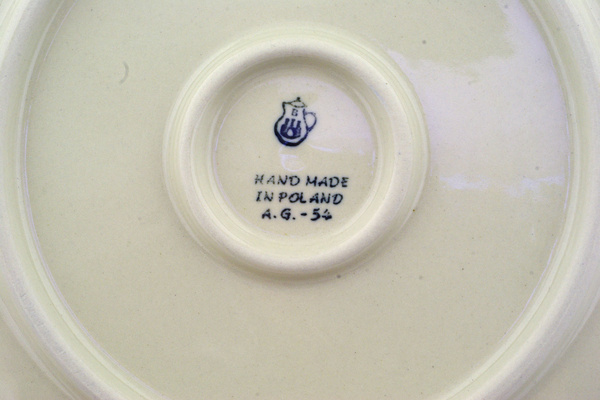 B
HAND MADE
IN POLAND
A.G.-54